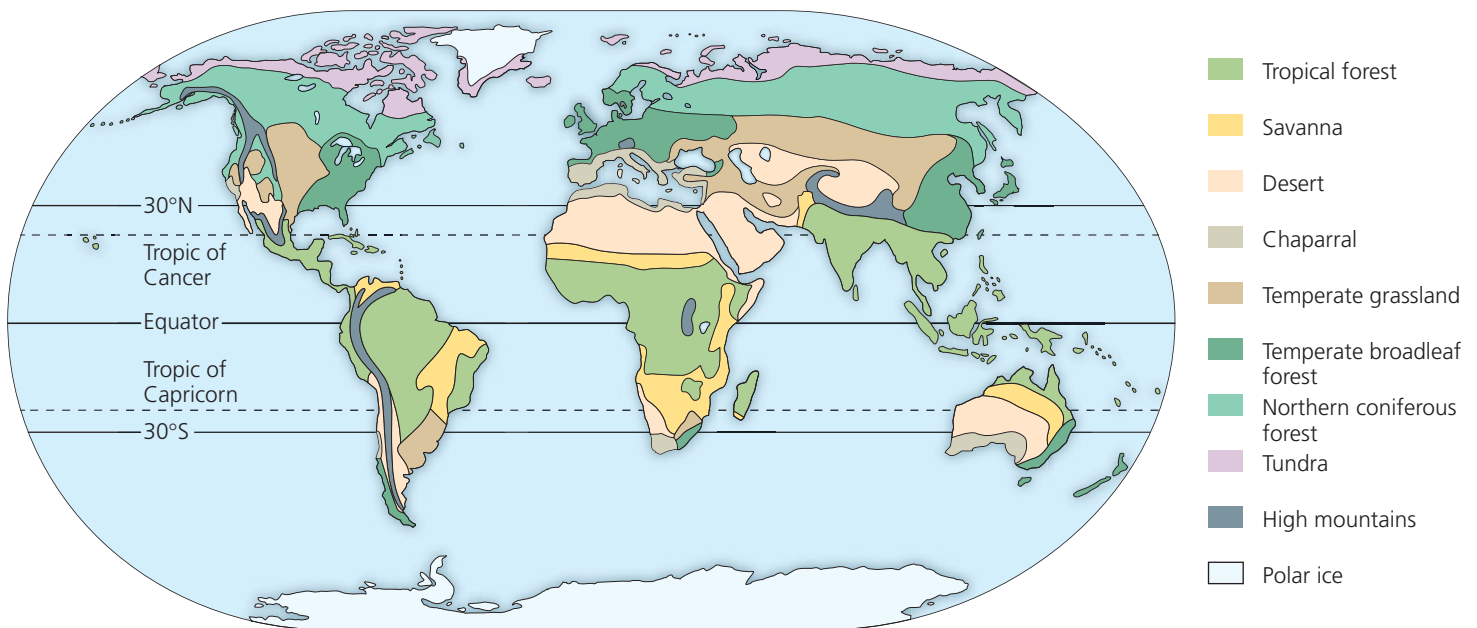 30°N
Tropic of
Cancer
Equator
Tropic of
Capricorn
30°S
Tropical forest
Savanna
Desert
Chaparral
Temperate grassland
Temperate broadleaf
forest
Northern coniferous
forest
Tundra
High mountains
Polar ice